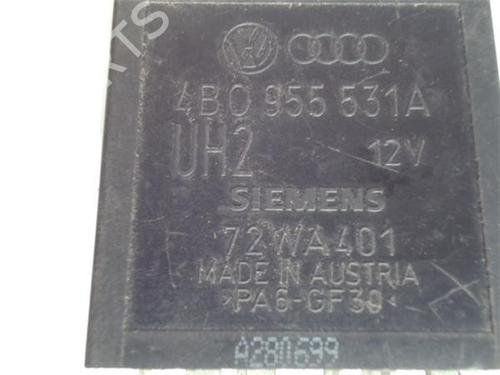 4B0 955 531A
UH2 12V
SIEMENS
72WA401
MADE IN AUSTRIA
>PA6-GF30<
A280699